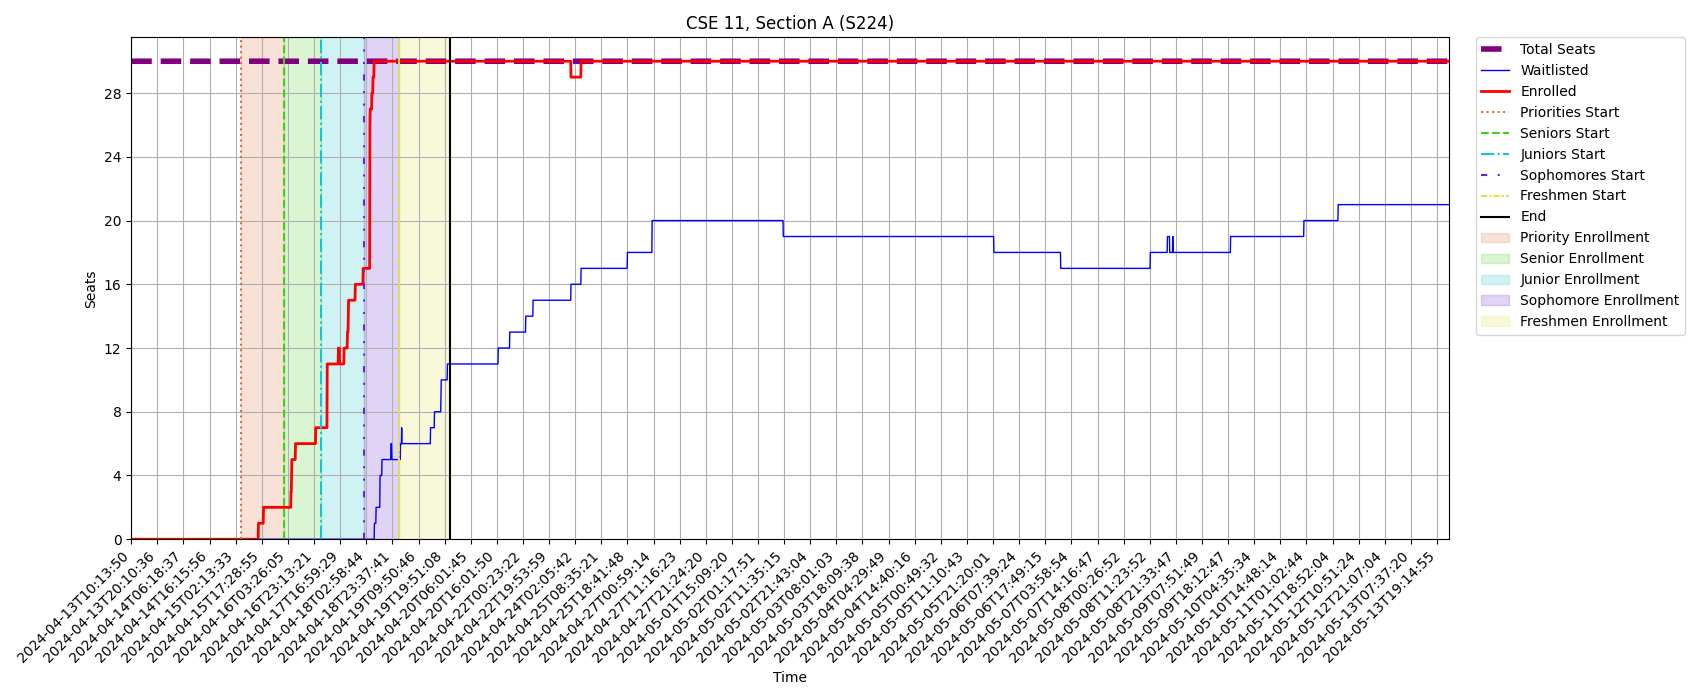 CSE 11, Section A (S224)
Total Seats
Waitlisted
Enrolled
Priorities Start
Seniors Start
Juniors Start
Sophomores Start
Freshmen Start
End
Priority Enrollment
Senior Enrollment
Junior Enrollment
Sophomore Enrollment
Freshmen Enrollment
Seats
28
24
20
16
12
8
4
0
2024-04-13T10:13:50
2024-04-13T20:10:36
2024-04-14T06:18:37
2024-04-14T16:15:56
2024-04-15T02:13:33
2024-04-15T17:28:55
2024-04-16T03:26:05
2024-04-16T23:13:21
2024-04-17T16:59:29
2024-04-18T02:58:44
2024-04-18T23:37:41
2024-04-19T09:50:46
2024-04-19T19:51:08
2024-04-20T06:01:45
2024-04-20T16:01:50
2024-04-22T00:23:22
2024-04-22T19:53:59
2024-04-24T02:05:42
2024-04-25T08:35:21
2024-04-25T18:41:48
2024-04-27T00:59:14
2024-04-27T11:16:23
2024-04-27T21:24:20
2024-05-01T15:09:20
2024-05-02T01:17:51
2024-05-02T11:35:15
2024-05-02T21:43:04
2024-05-03T08:01:03
2024-05-03T18:09:38
2024-05-04T04:29:49
2024-05-04T14:40:16
2024-05-05T00:49:32
2024-05-05T11:10:43
2024-05-05T21:20:01
2024-05-06T07:39:24
2024-05-06T17:49:15
2024-05-07T03:58:54
2024-05-07T14:16:47
2024-05-08T00:26:52
2024-05-08T11:23:52
2024-05-08T21:33:47
2024-05-09T07:51:49
2024-05-09T18:12:47
2024-05-10T04:35:34
2024-05-10T14:48:14
2024-05-11T01:02:44
2024-05-11T18:52:04
2024-05-12T10:51:24
2024-05-12T21:07:04
2024-05-13T07:37:20
2024-05-13T19:14:55
Time